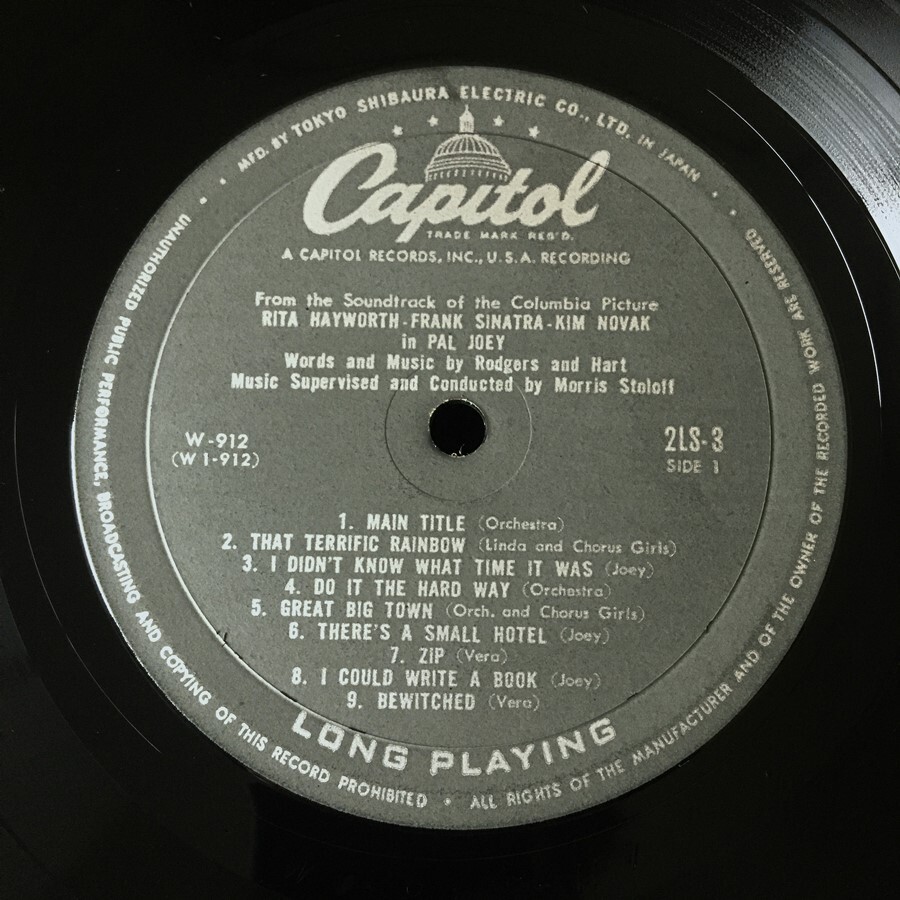 MFD. BY TOKYO SHIBAURA ELECTRIC CO., LTD. IN JAPAN
Capitol
TRADE MARK REG'D.
A CAPITOL RECORDS, INC., U.S.A. RECORDING
From the Soundtrack of the Columbia Picture
RITA HAYWORTH-FRANK SINATRA-KIM NOVAK
in PAL JOEY
Words and Music by Rodgers and Hart
Music Supervised and Conducted by Morris Stoloff
W-912
(W1-912)
2LS-3
SIDE 1
1. MAIN TITLE (Orchestra)
2. THAT TERRIFIC RAINBOW (Linda and Chorus Girls)
3. I DIDN'T KNOW WHAT TIME IT WAS (Joey)
4. DO IT THE HARD WAY (Orchestra)
5. GREAT BIG TOWN (Orch. and Chorus Girls)
6. THERE'S A SMALL HOTEL (Joey)
7. ZIP (Vera)
8. I COULD WRITE A BOOK (Joey)
9. BEWITCHED (Vera)
LONG PLAYING
UNAUTHORIZED PUBLIC PERFORMANCE, BROADCASTING AND COPYING OF THIS RECORD PROHIBITED • ALL RIGHTS OF THE MANUFACTURER AND OF THE OWNER OF THE RECORDED WORK ARE RESERVED